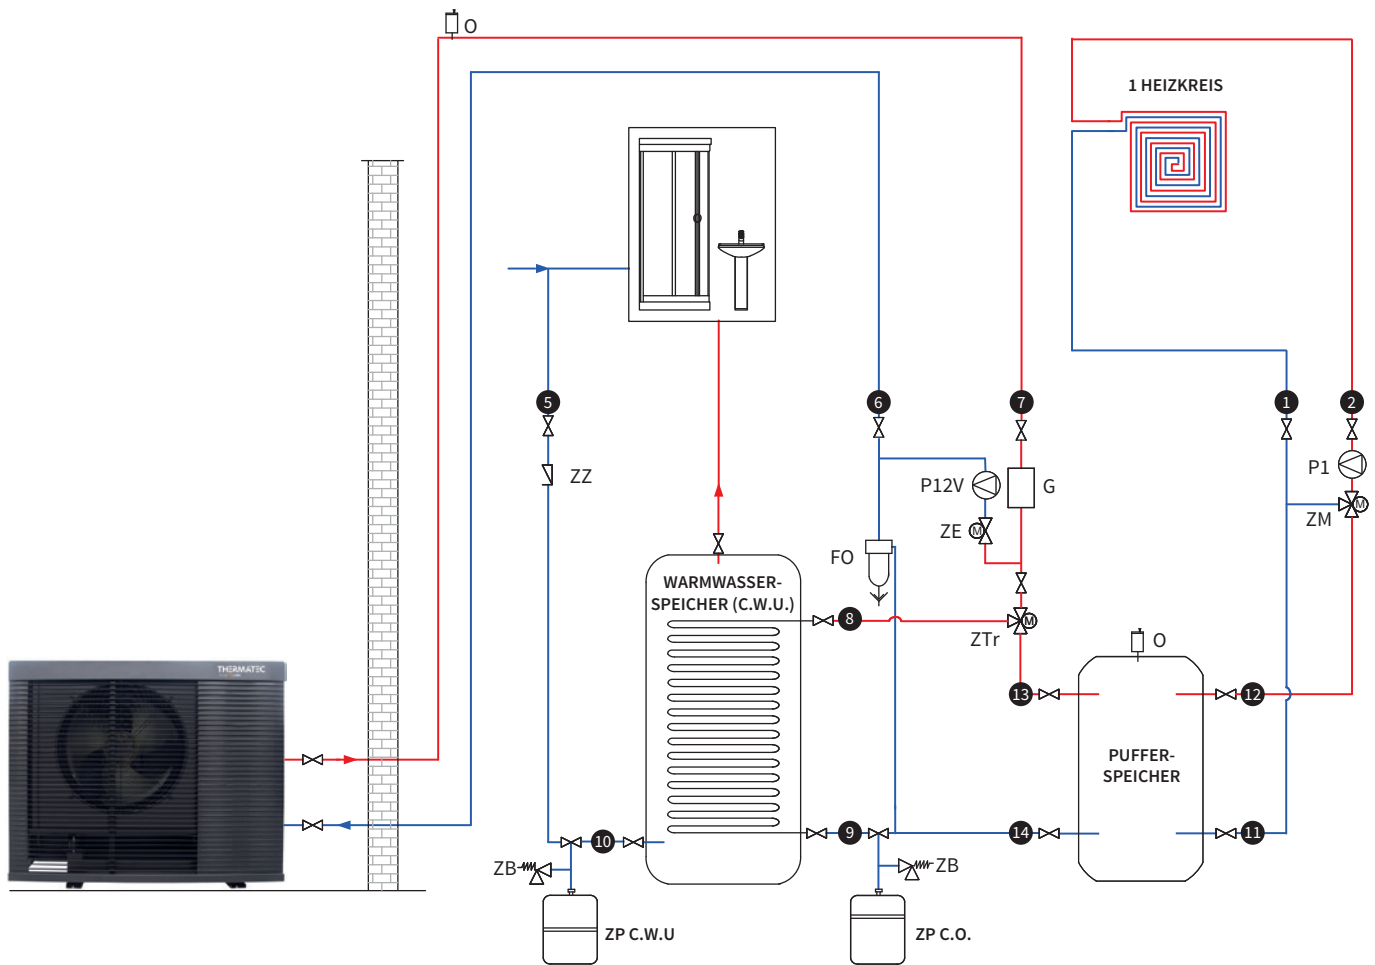 O
1 HEIZKREIS
5
6
7
1
2
ZZ
P12V
G
P1
ZE
ZM
FO
WARMWASSER-
SPEICHER (C.W.U.)
8
ZTr
O
THERMATEC
13
12
PUFFER-
SPEICHER
10
9
14
11
ZB
ZB
ZP C.W.U
ZP C.O.
M
M
M